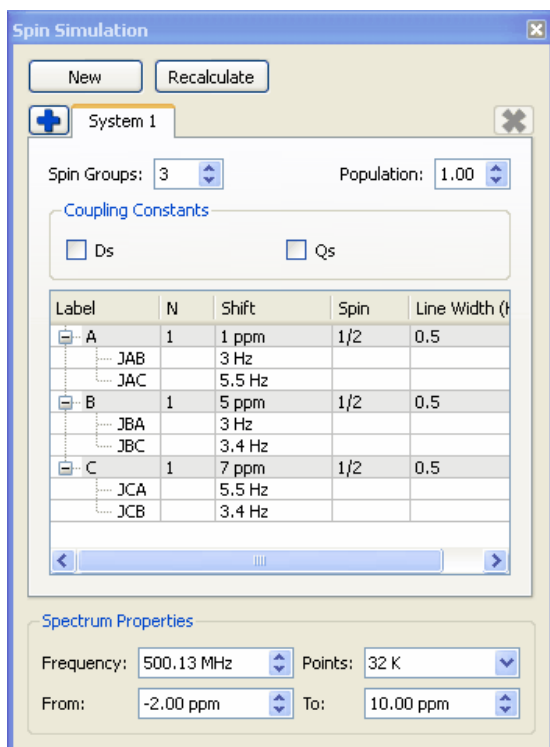 Spin Simulation
New Recalculate
System 1
Spin Groups: 3 Population: 1.00
Coupling Constants
Ds Qs
Label N Shift Spin Line Width (H
A 1 1 ppm 1/2 0.5
JAB 3 Hz
JAC 5.5 Hz
B 1 5 ppm 1/2 0.5
JBA 3 Hz
JBC 3.4 Hz
C 1 7 ppm 1/2 0.5
JCA 5.5 Hz
JCB 3.4 Hz
Spectrum Properties
Frequency: 500.13 MHz Points: 32 K
From: -2.00 ppm To: 10.00 ppm